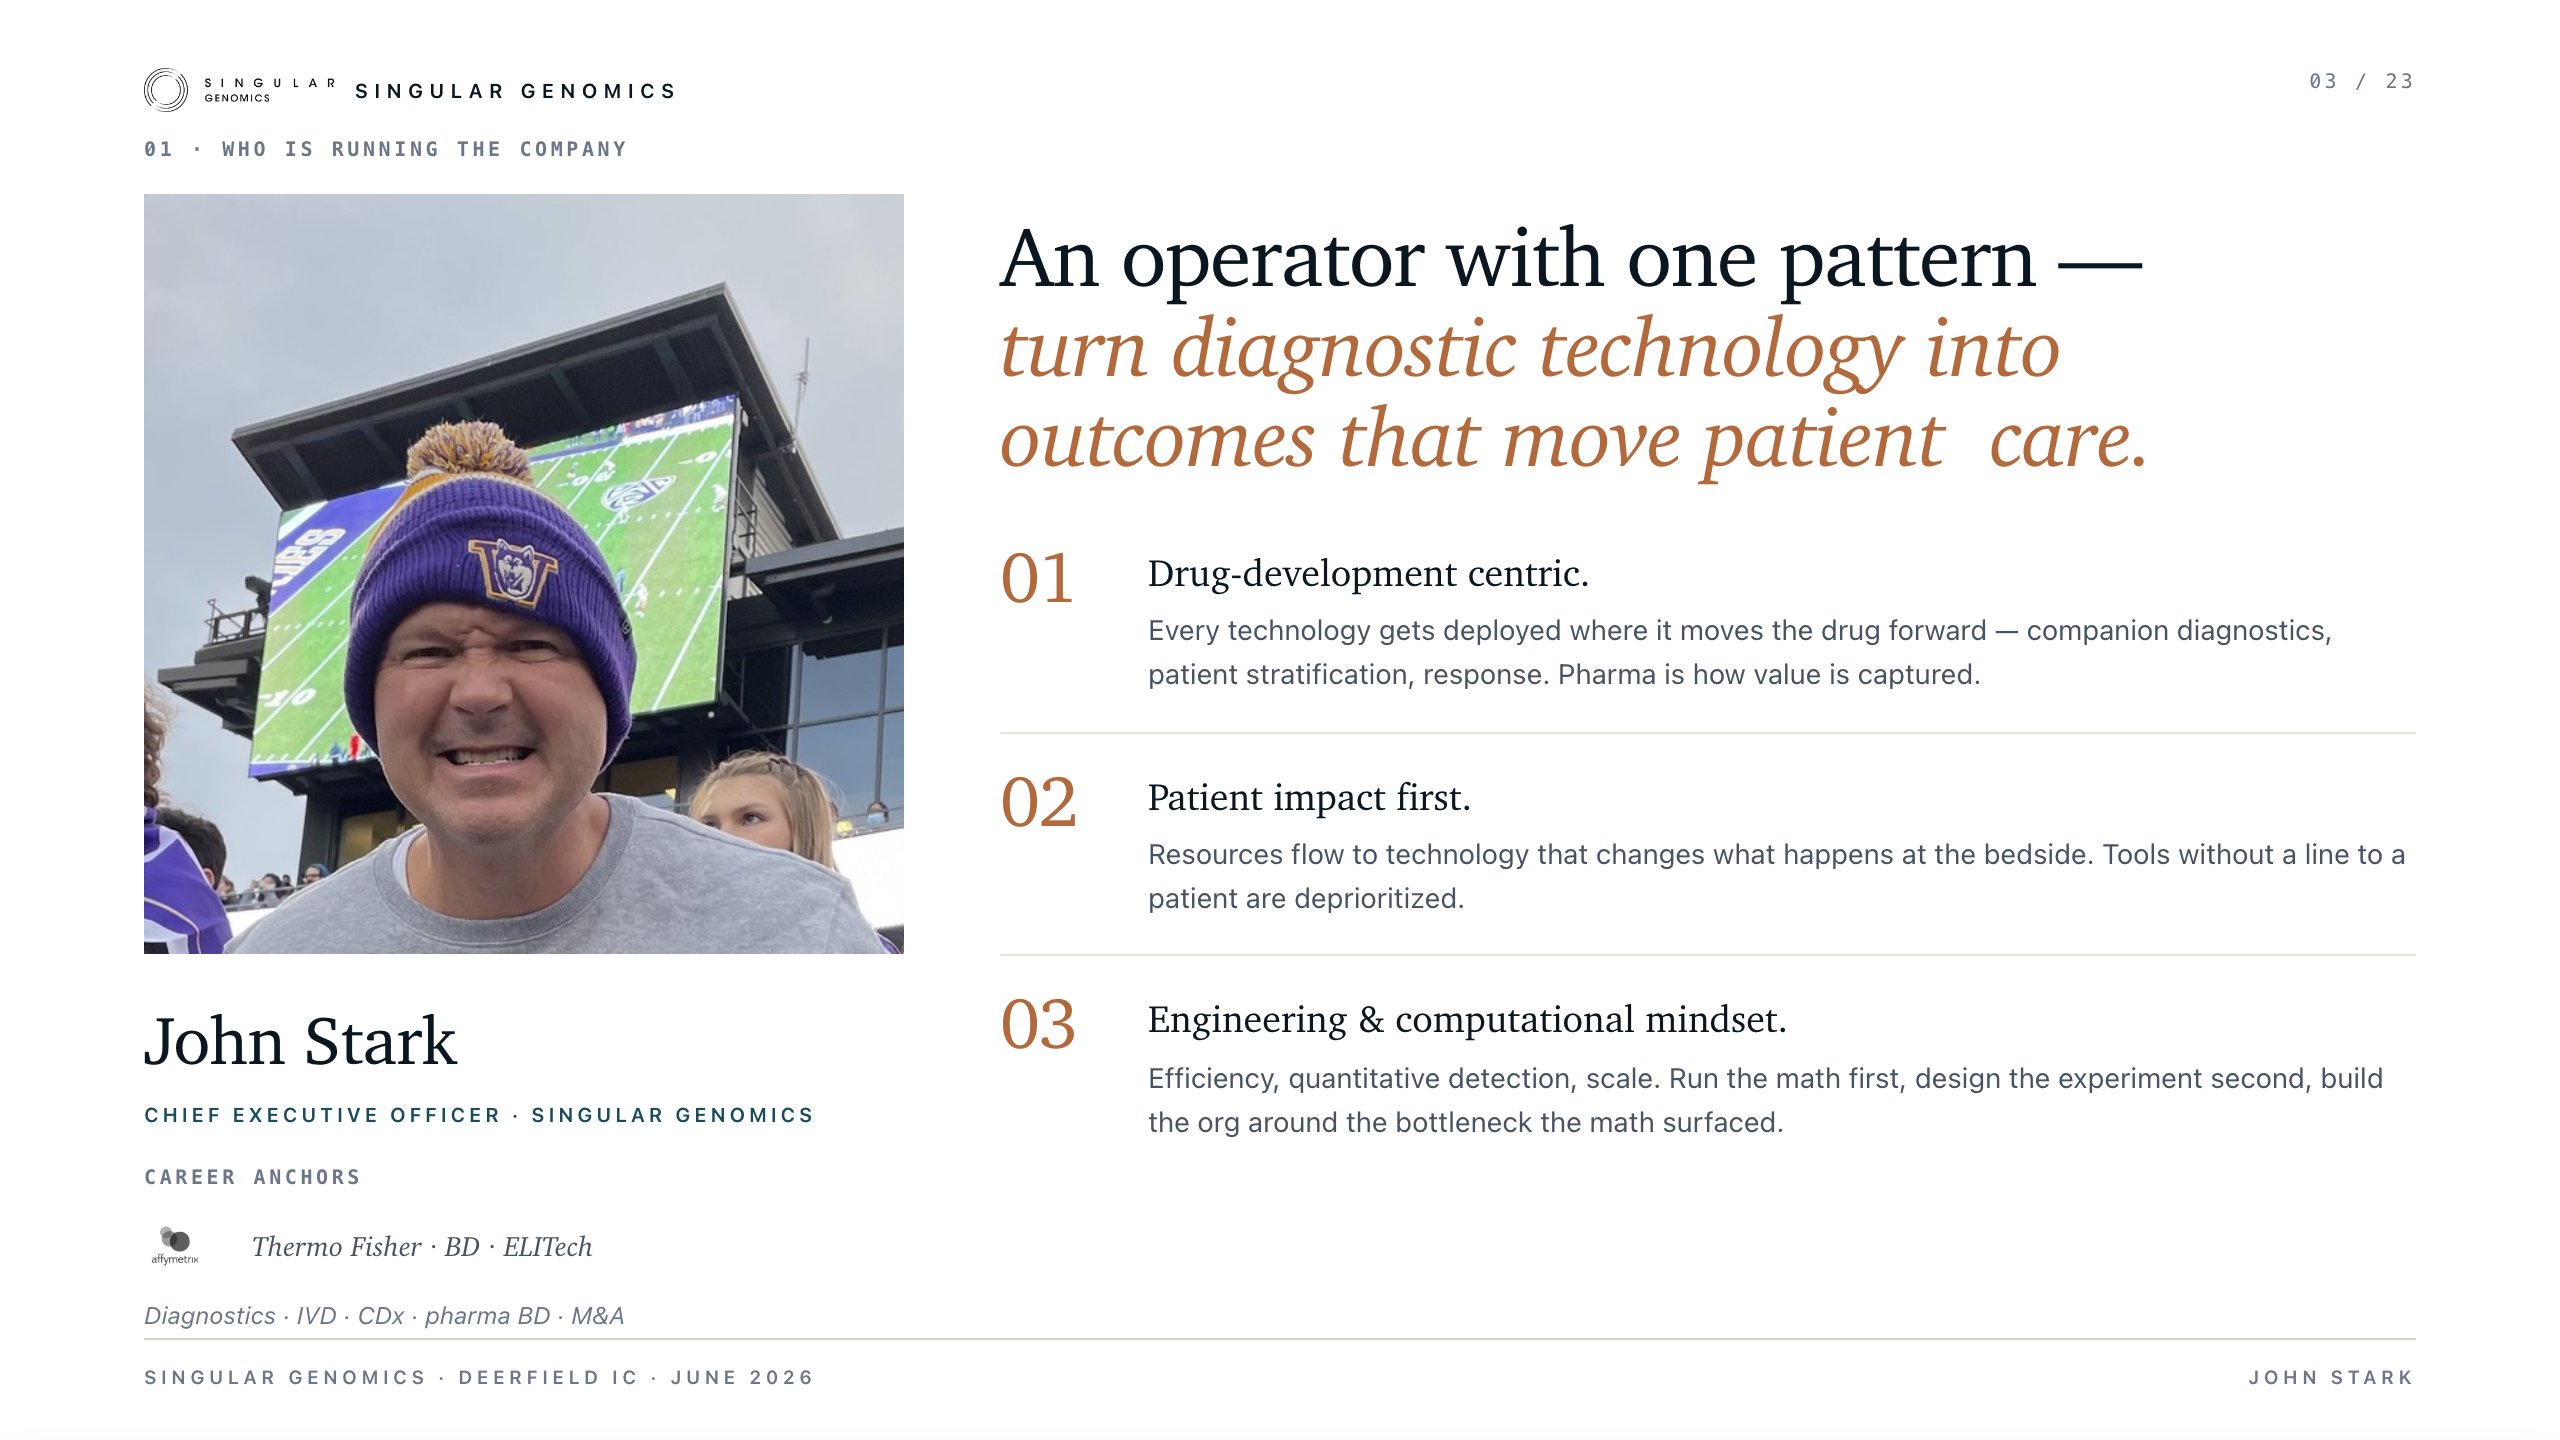 SINGULAR
GENOMICS
SINGULAR GENOMICS
03 / 23
01 · WHO IS RUNNING THE COMPANY
An operator with one pattern —
turn diagnostic technology into
outcomes that move patient  care.
01
Drug-development centric.
Every technology gets deployed where it moves the drug forward — companion diagnostics,
patient stratification, response. Pharma is how value is captured.
02
Patient impact first.
Resources flow to technology that changes what happens at the bedside. Tools without a line to a
patient are deprioritized.
03
Engineering & computational mindset.
Efficiency, quantitative detection, scale. Run the math first, design the experiment second, build
the org around the bottleneck the math surfaced.
John Stark
CHIEF EXECUTIVE OFFICER · SINGULAR GENOMICS
CAREER ANCHORS
affymetrix
Thermo Fisher · BD · ELITech
Diagnostics · IVD · CDx · pharma BD · M&A
SINGULAR GENOMICS · DEERFIELD IC · JUNE 2026
JOHN STARK